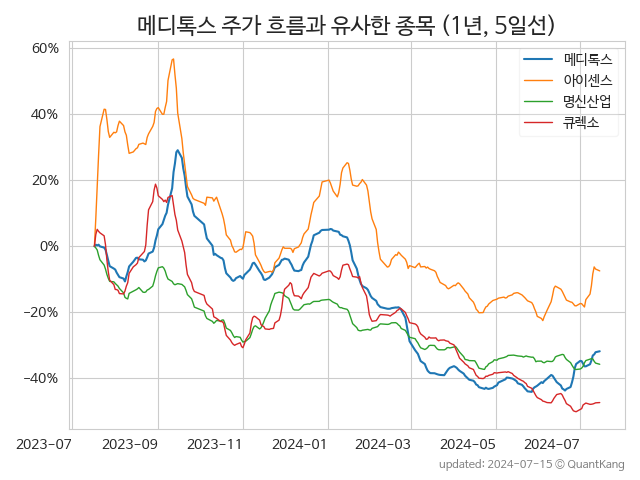 메디톡스 주가 흐름과 유사한 종목 (1년, 5일선)
60%
40%
20%
0%
−20%
−40%
메디톡스
아이센스
명신산업
큐렉소
2023-07 2023-09 2023-11 2024-01 2024-03 2024-05 2024-07
updated: 2024-07-15 © QuantKang